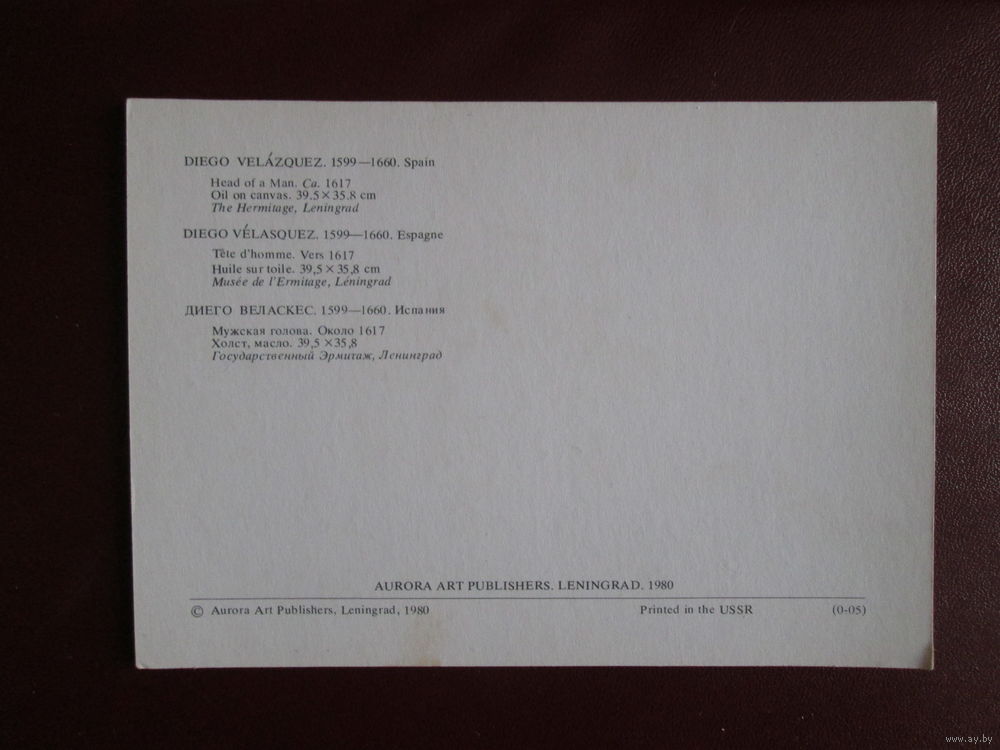 DIEGO VELÁZQUEZ. 1599—1660. Spain
Head of a Man. Ca. 1617
Oil on canvas. 39.5 × 35.8 cm
The Hermitage, Leningrad
DIEGO VÉLASQUEZ. 1599—1660. Espagne
Tête d'homme. Vers 1617
Huile sur toile. 39,5 × 35,8 cm
Musée de l'Ermitage, Léningrad
ДИЕГО ВЕЛАСКЕС. 1599—1660. Испания
Мужская голова. Около 1617
Холст, масло. 39,5 × 35,8
Государственный Эрмитаж, Ленинград
AURORA ART PUBLISHERS. LENINGRAD. 1980
© Aurora Art Publishers, Leningrad, 1980 Printed in the USSR (0-05)
www.ay.by